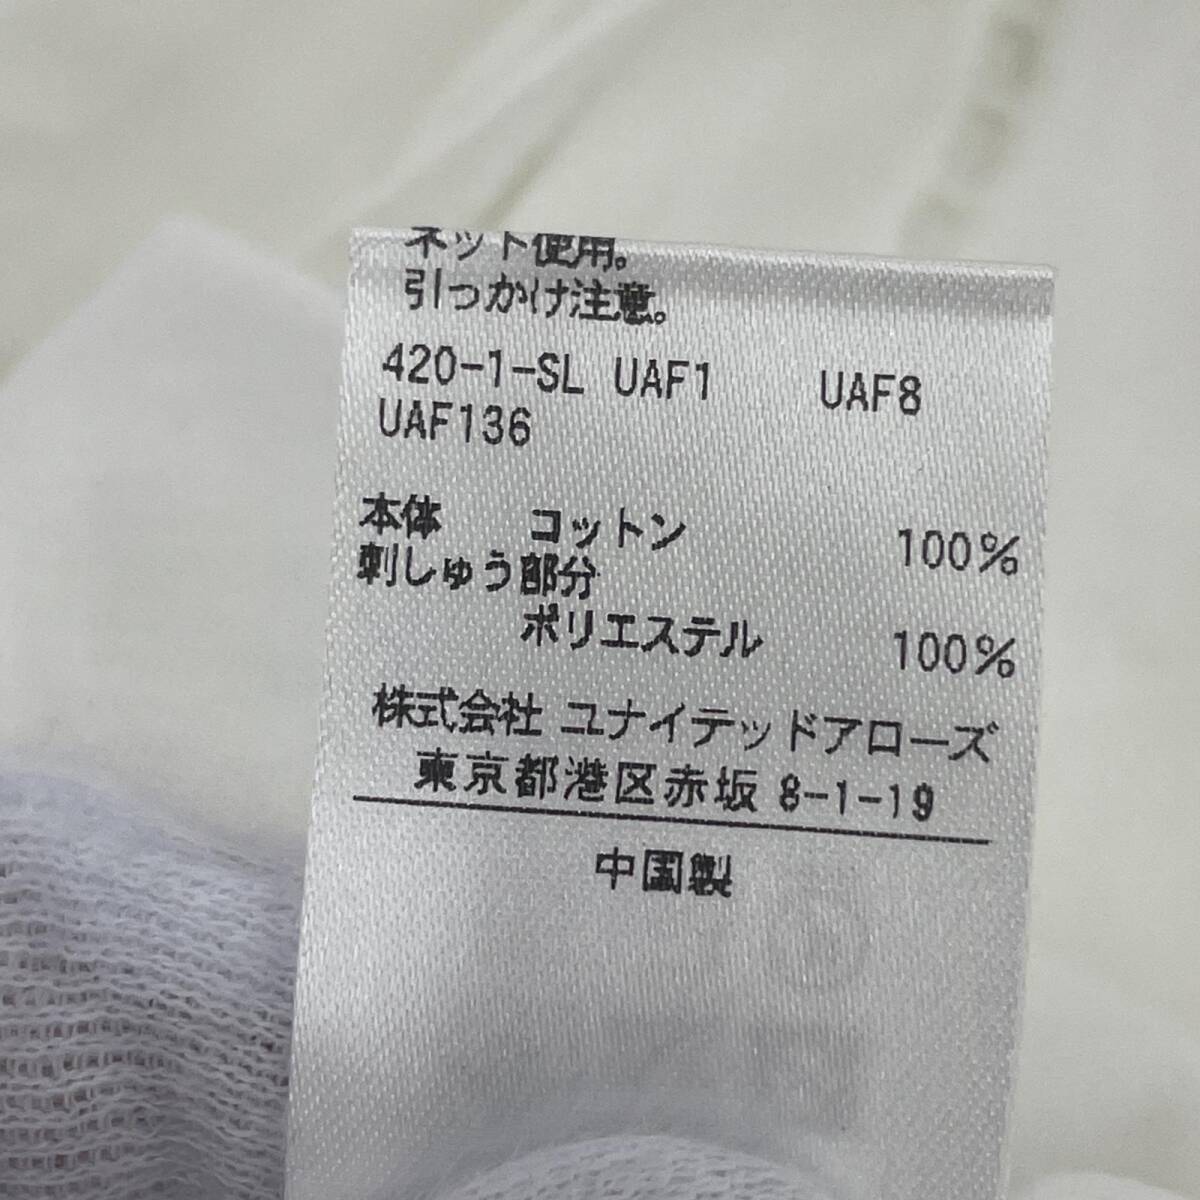 ネット使用。
引っかけ注意。
420-1-SL UAF1 UAF8
UAF136
本体 コットン 100%
刺しゅう部分
ポリエステル 100%
株式会社 ユナイテッドアローズ
東京都港区赤坂 8-1-19
中国製